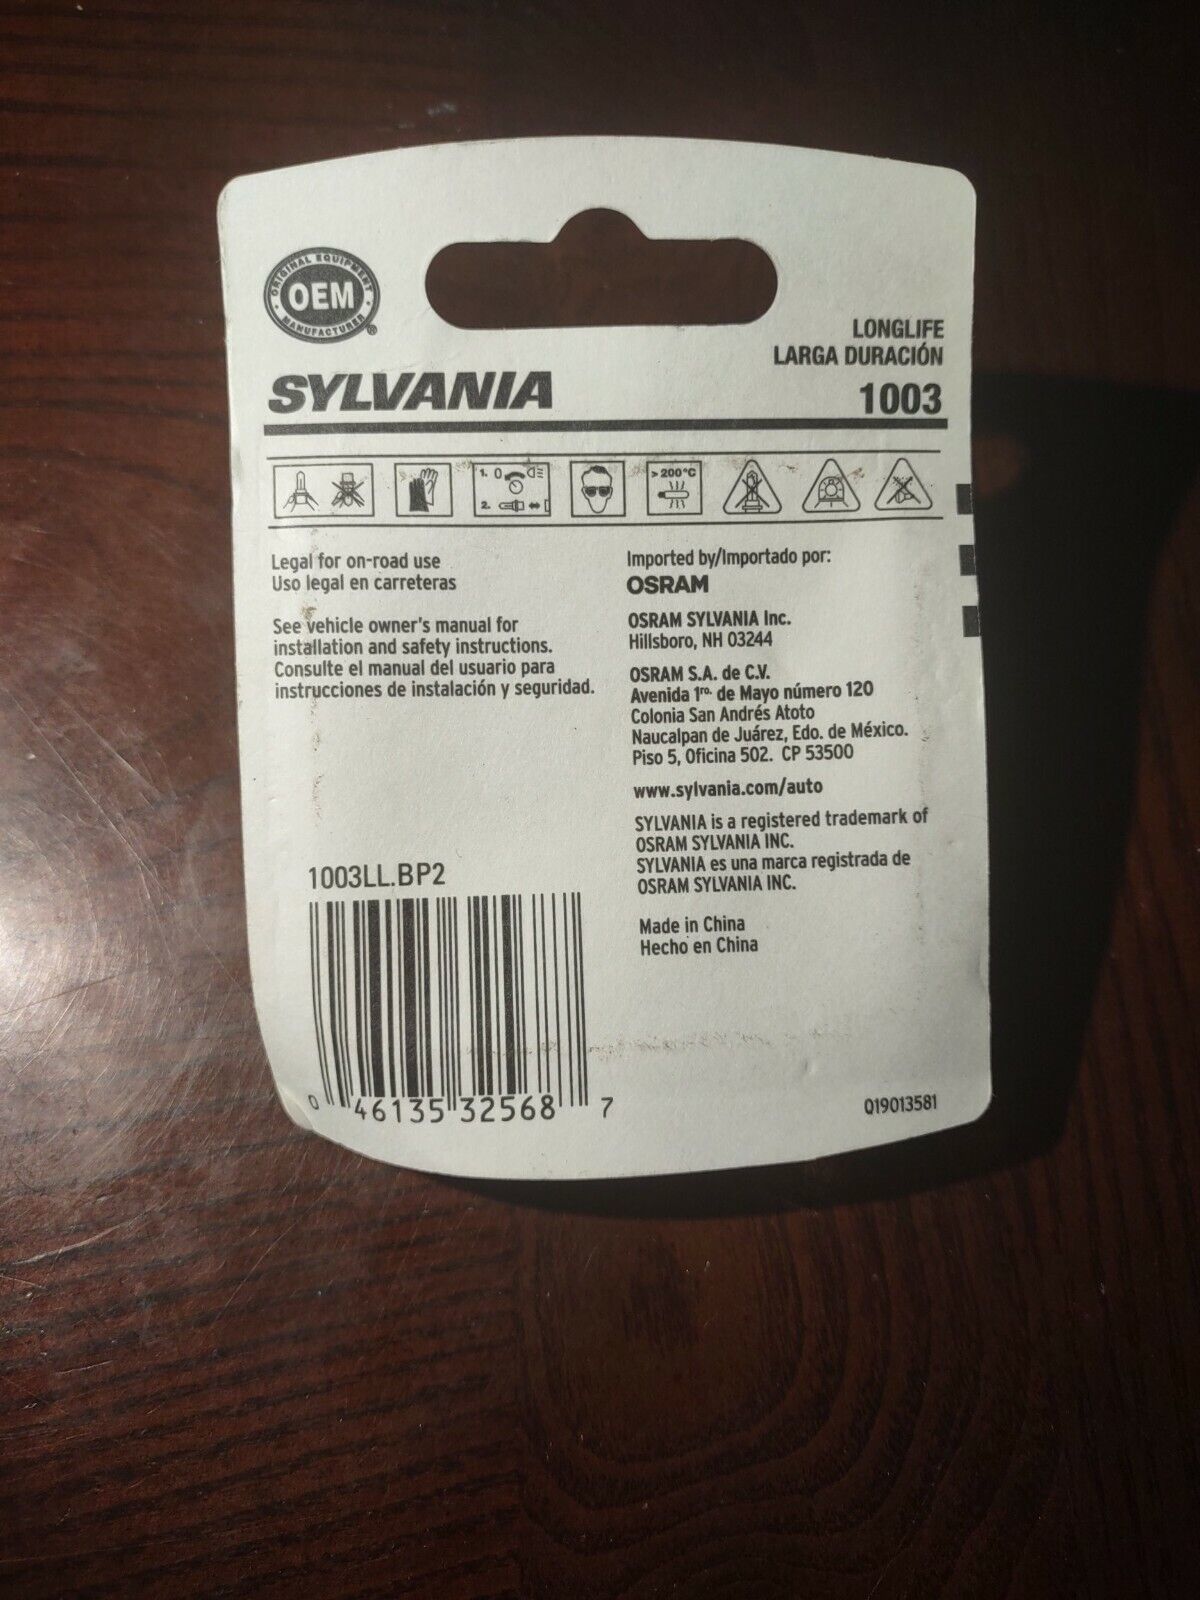 ORIGINAL EQUIPMENT
OEM
MANUFACTURER®
LONGLIFE
LARGA DURACIÓN
SYLVANIA
1003
1. 0
2.
>200°C
Legal for on-road use
Uso legal en carreteras
See vehicle owner's manual for
installation and safety instructions.
Consulte el manual del usuario para
instrucciones de instalación y seguridad.
Imported by/Importado por:
OSRAM
OSRAM SYLVANIA Inc.
Hillsboro, NH 03244
OSRAM S.A. de C.V.
Avenida 1ro. de Mayo número 120
Colonia San Andrés Atoto
Naucalpan de Juárez, Edo. de México.
Piso 5, Oficina 502. CP 53500
www.sylvania.com/auto
SYLVANIA is a registered trademark of
OSRAM SYLVANIA INC.
SYLVANIA es una marca registrada de
OSRAM SYLVANIA INC.
Made in China
Hecho en China
1003LL.BP2
0 46135 32568 7
Q19013581